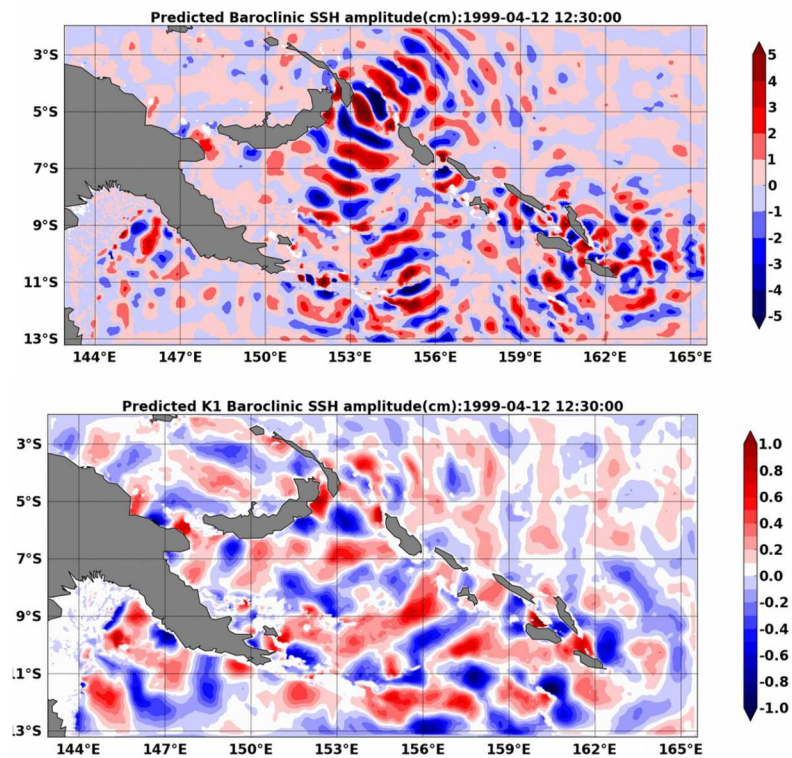 Predicted Baroclinic SSH amplitude(cm):1999-04-12 12:30:00
3°S
5°S
7°S
9°S
11°S
13°S
144°E 147°E 150°E 153°E 156°E 159°E 162°E 165°E
5
4
3
2
1
0
-1
-2
-3
-4
-5
Predicted K1 Baroclinic SSH amplitude(cm):1999-04-12 12:30:00
3°S
5°S
7°S
9°S
.1°S
.3°S
144°E 147°E 150°E 153°E 156°E 159°E 162°E 165°E
1.0
0.8
0.6
0.4
0.2
0.0
-0.2
-0.4
-0.6
-0.8
-1.0